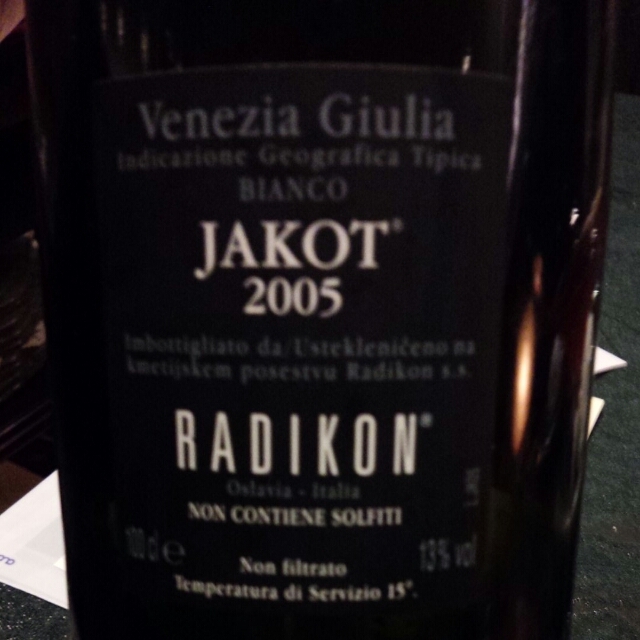 Venezia Giulia
Indicazione Geografica Tipica
BIANCO
JAKOT®
2005
Imbottigliato da/Ustekleničeno na
kmetijskem posestvu Radikon s.s.
RADIKON®
Oslavia - Italia
NON CONTIENE SOLFITI
100 cl e 13% vol
Non filtrato
Temperatura di Servizio 15°.